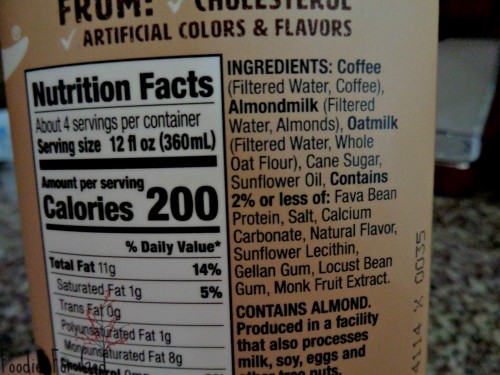 FROM: ✓ CHOLESTEROL
✓ ARTIFICIAL COLORS & FLAVORS
Nutrition Facts
About 4 servings per container
Serving size 12 fl oz (360mL)
Amount per serving
Calories 200
% Daily Value*
Total Fat 11g 14%
Saturated Fat 1g 5%
Trans Fat 0g
Polyunsaturated Fat 1g
Monounsaturated Fat 8g
Cholesterol 0mg
INGREDIENTS: Coffee
(Filtered Water, Coffee),
Almondmilk (Filtered
Water, Almonds), Oatmilk
(Filtered Water, Whole
Oat Flour), Cane Sugar,
Sunflower Oil, Contains
2% or less of: Fava Bean
Protein, Salt, Calcium
Carbonate, Natural Flavor,
Sunflower Lecithin,
Gellan Gum, Locust Bean
Gum, Monk Fruit Extract.
CONTAINS ALMOND.
Produced in a facility
that also processes
milk, soy, eggs and
other tree nuts.
4114 X 0035